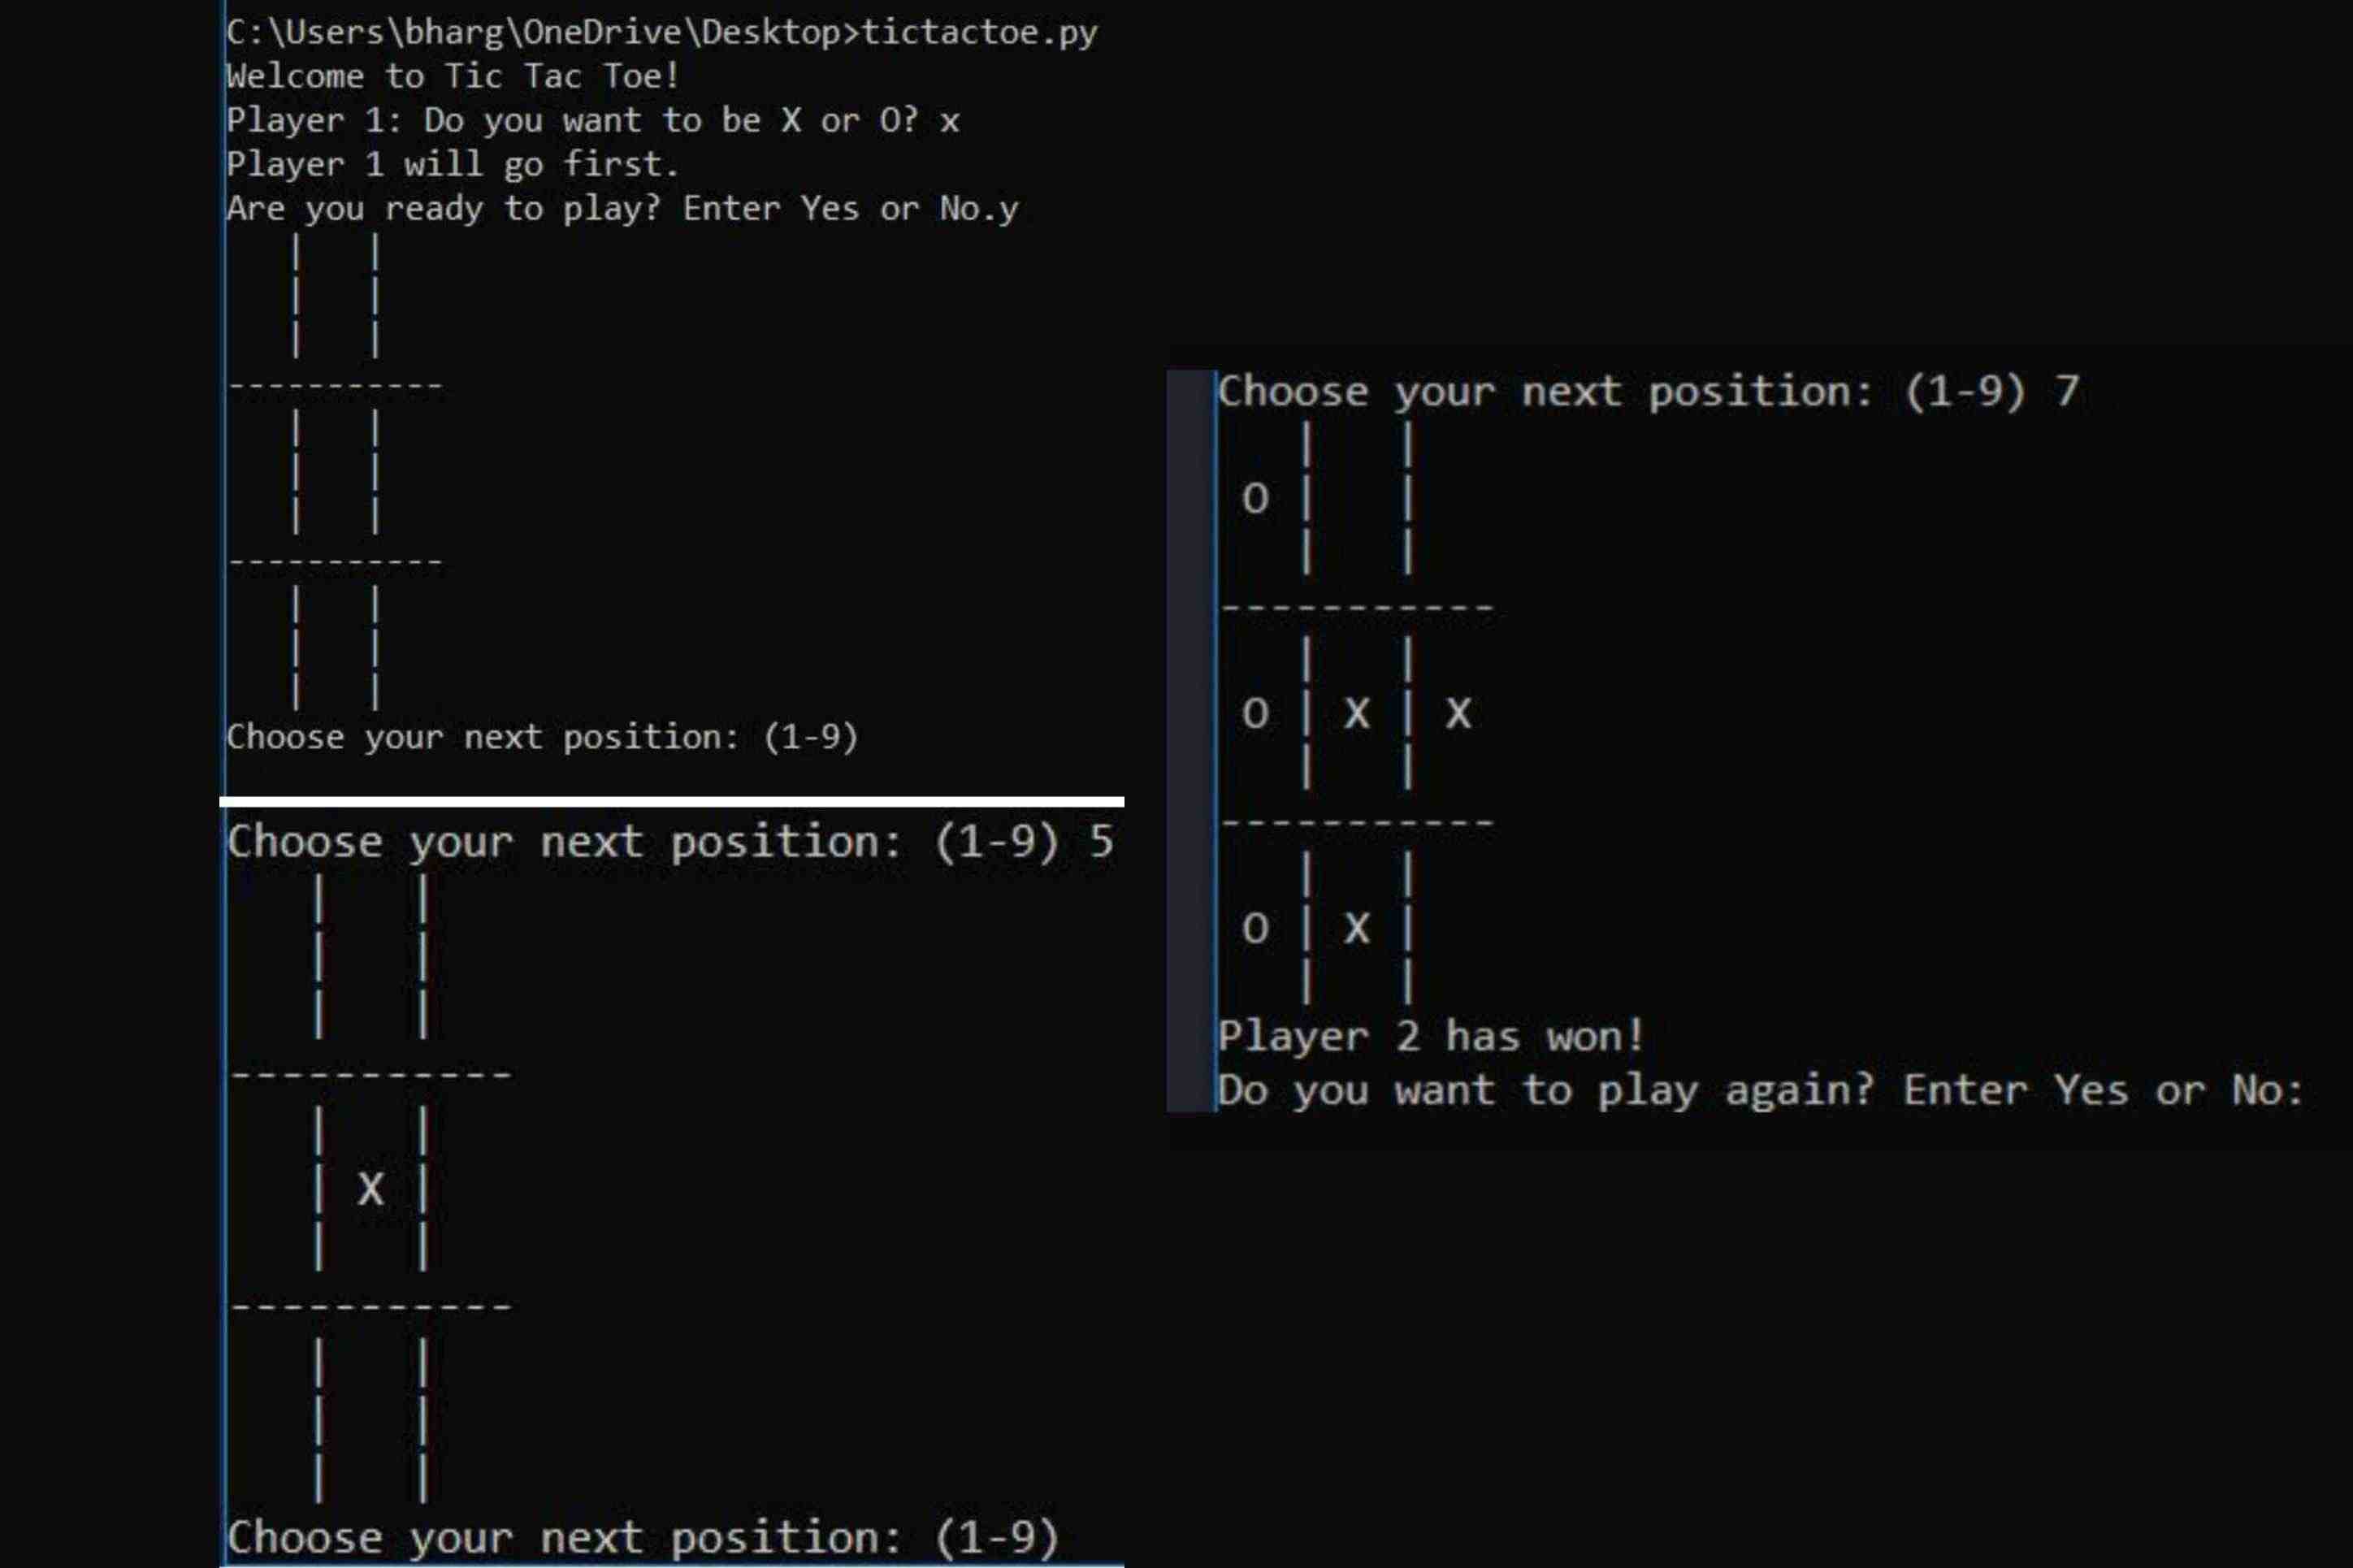 C:\Users\bharg\OneDrive\Desktop>tictactoe.py
Welcome to Tic Tac Toe!
Player 1: Do you want to be X or O? x
Player 1 will go first.
Are you ready to play? Enter Yes or No.y
   |   |
   |   |
   |   |
-----------
   |   |
   |   |
   |   |
-----------
   |   |
   |   |
   |   |
Choose your next position: (1-9)
Choose your next position: (1-9) 5
   |   |
   |   |
   |   |
-----------
   |   |
   | X |
   |   |
-----------
   |   |
   |   |
   |   |
Choose your next position: (1-9)
Choose your next position: (1-9) 7
   |   |
 O |   |
   |   |
-----------
   |   |
 O | X | X
   |   |
-----------
   |   |
 O | X |
   |   |
Player 2 has won!
Do you want to play again? Enter Yes or No: